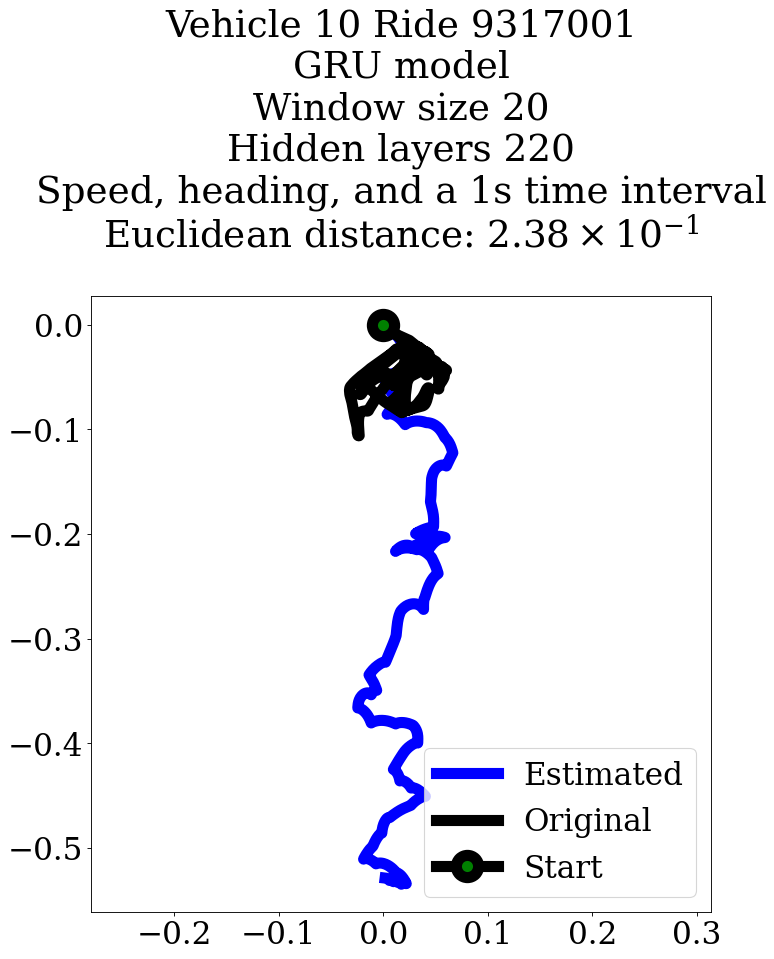 Vehicle 10 Ride 9317001
GRU model
Window size 20
Hidden layers 220
Speed, heading, and a 1s time interval
Euclidean distance: 2.38 × 10⁻¹
0.0
−0.1
−0.2
−0.3
−0.4
−0.5
Estimated
Original
Start
−0.2 −0.1 0.0 0.1 0.2 0.3